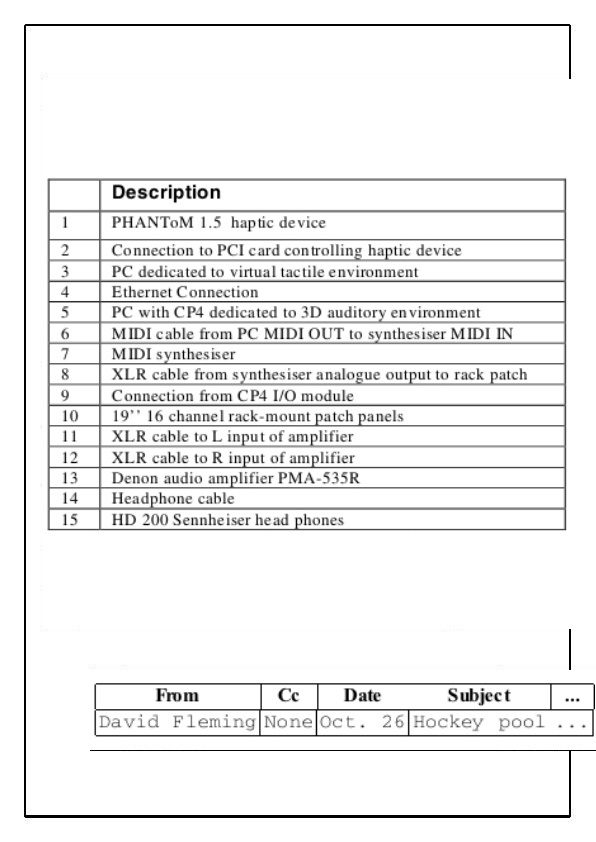 Description
1 PHANToM 1.5 haptic device
2 Connection to PCI card controlling haptic device
3 PC dedicated to virtual tactile environment
4 Ethernet Connection
5 PC with CP4 dedicated to 3D auditory environment
6 MIDI cable from PC MIDI OUT to synthesiser MIDI IN
7 MIDI synthesiser
8 XLR cable from synthesiser analogue output to rack patch
9 Connection from CP4 I/O module
10 19’’ 16 channel rack-mount patch panels
11 XLR cable to L input of amplifier
12 XLR cable to R input of amplifier
13 Denon audio amplifier PMA-535R
14 Headphone cable
15 HD 200 Sennheiser head phones
From Cc Date Subject ...
David Fleming None Oct. 26 Hockey pool ...